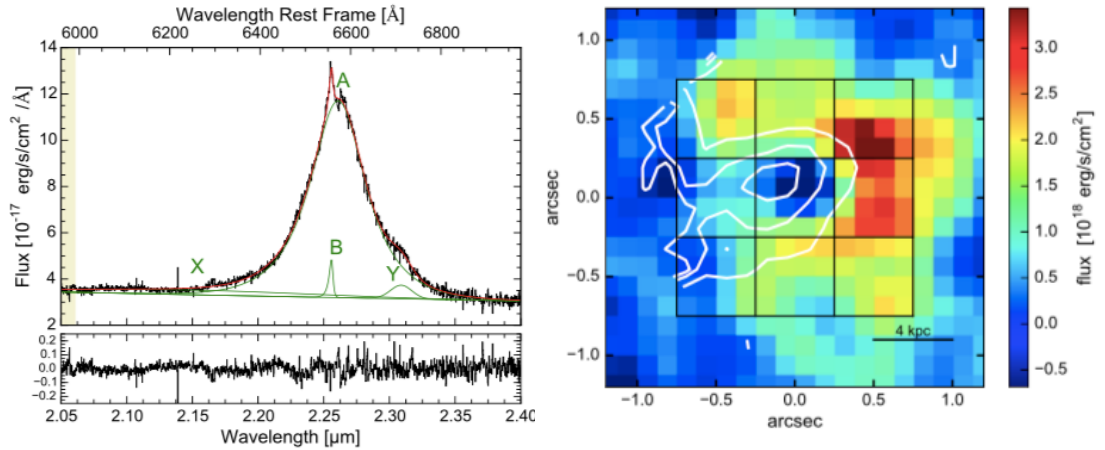 Wavelength Rest Frame [Å]
6000 6200 6400 6600 6800
Flux [10⁻¹⁷ erg/s/cm² /Å]
14
12
10
8
6
4
2
A
B
X
Y
0.2
0.1
0.0
−0.1
−0.2
2.05 2.10 2.15 2.20 2.25 2.30 2.35 2.40
Wavelength [μm]
arcsec
1.0
0.5
0.0
−0.5
−1.0
4 kpc
−1.0 −0.5 0.0 0.5 1.0
arcsec
3.0
2.5
2.0
1.5
1.0
0.5
0.0
−0.5
flux [10¹⁸ erg/s/cm²]